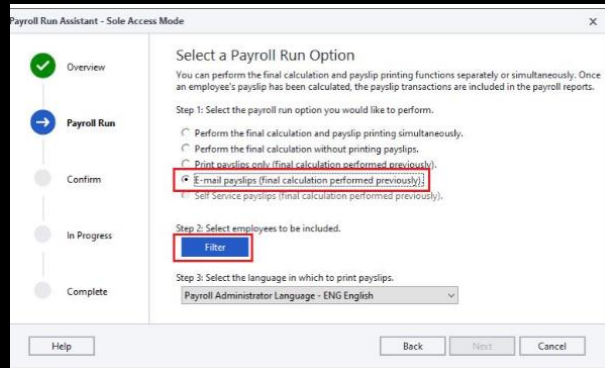 Payroll Run Assistant - Sole Access Mode
Overview
Payroll Run
Confirm
In Progress
Complete
Select a Payroll Run Option
You can perform the final calculation and payslip printing functions separately or simultaneously. Once
an employee's payslip has been calculated, the payslip transactions are included in the payroll reports.
Step 1: Select the payroll run option you would like to perform.
Perform the final calculation and payslip printing simultaneously.
Perform the final calculation without printing payslips.
Print payslips only (final calculation performed previously).
E-mail payslips (final calculation performed previously).
Self Service payslips (final calculation performed previously).
Step 2: Select employees to be included.
Filter
Step 3: Select the language in which to print payslips.
Payroll Administrator Language - ENG English
Help
Back
Next
Cancel